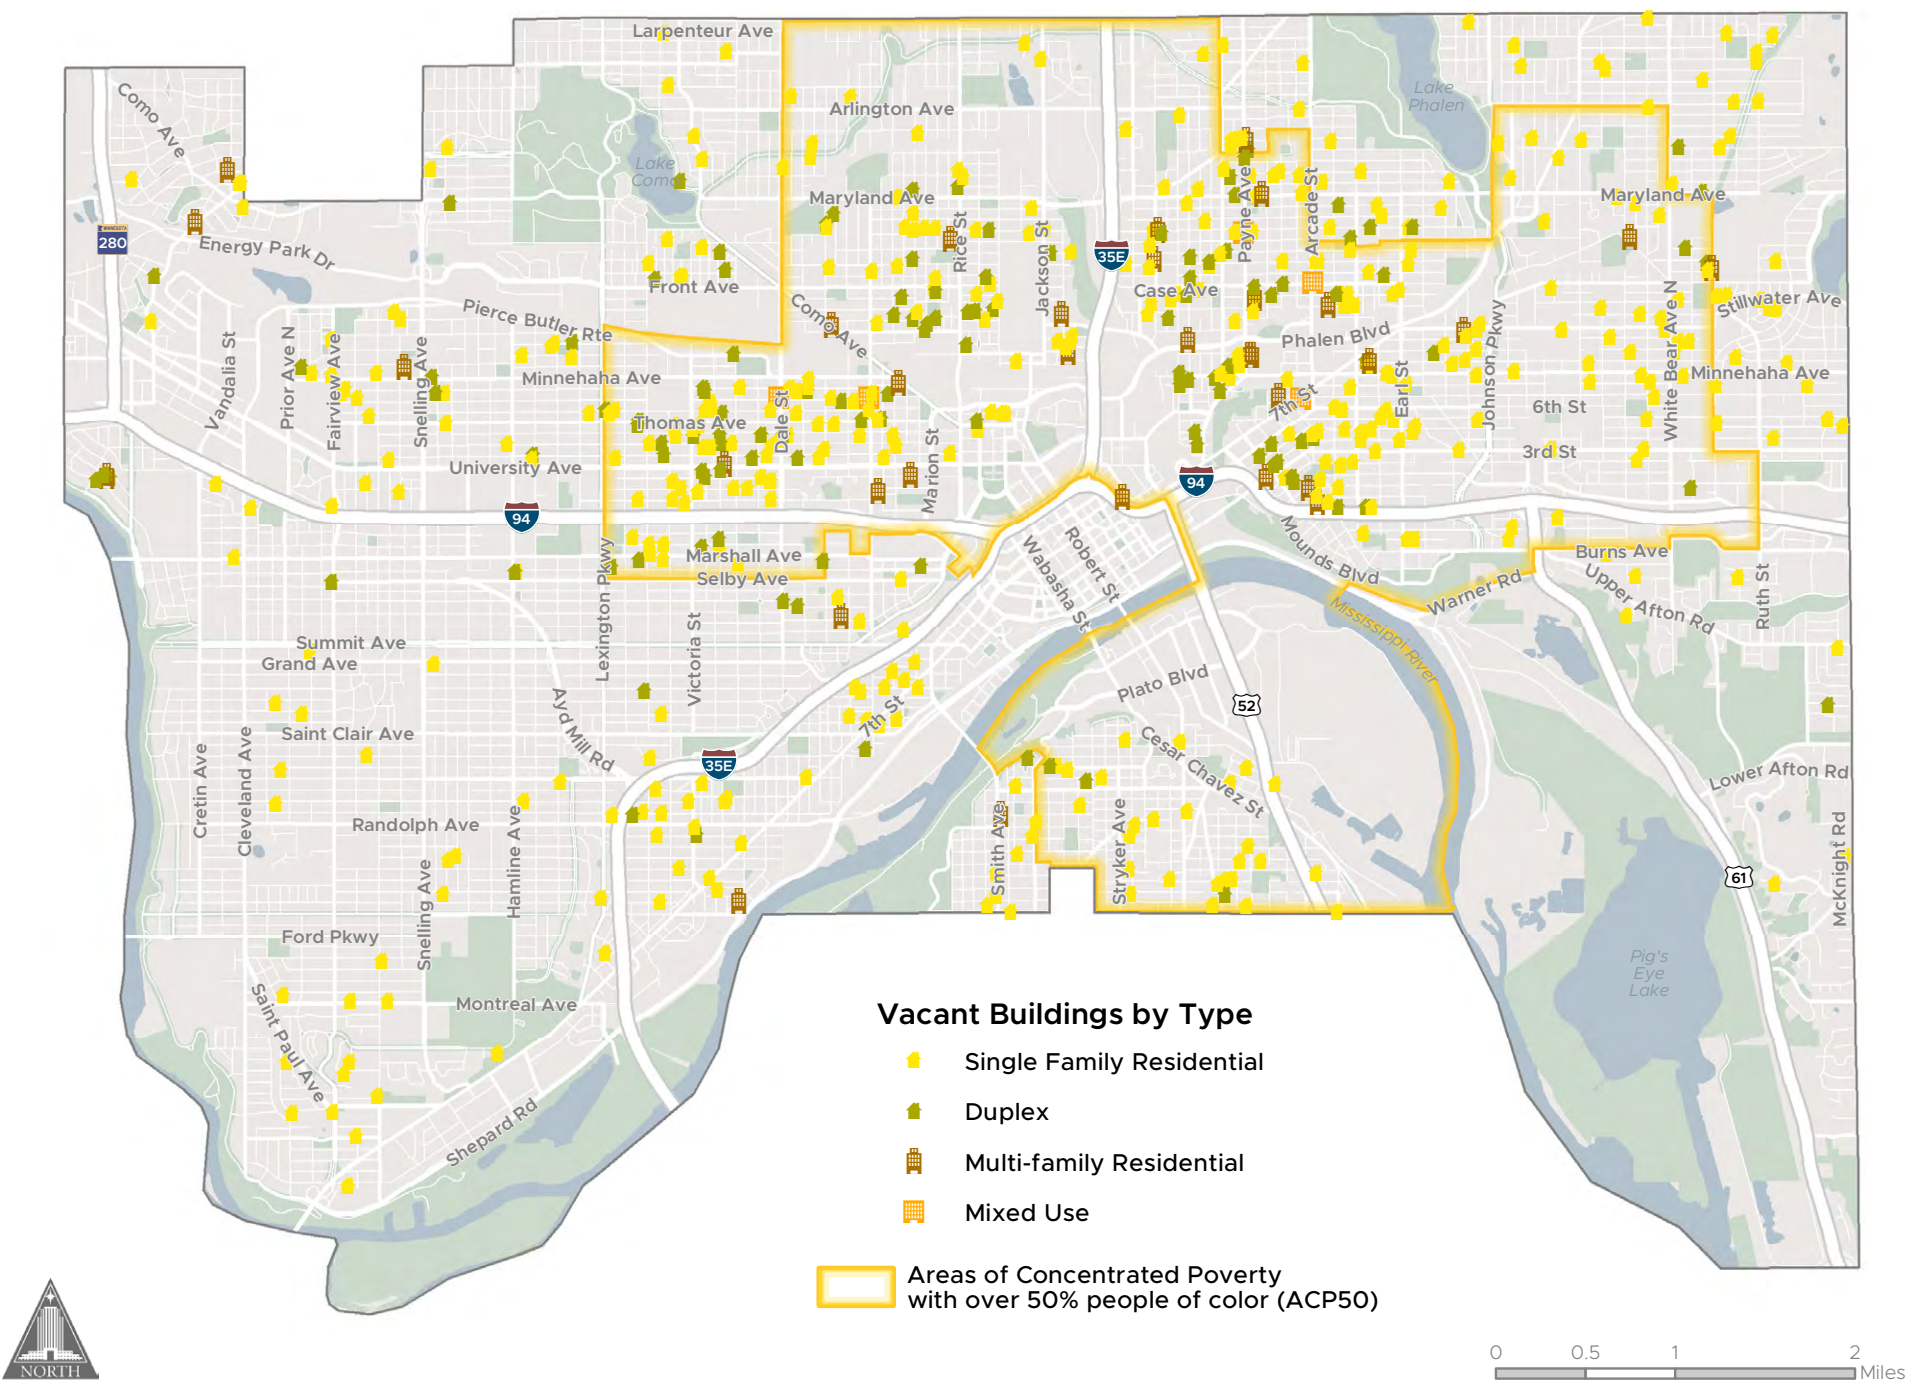 Larpenteur Ave
Como Ave
Arlington Ave
Lake
Phalen
Lake
Como
Maryland Ave
Maryland Ave
MINNESOTA
280
Energy Park Dr
Rice St
Jackson St
35E
Payne Ave
Arcade St
Front Ave
Case Ave
Stillwater Ave
Pierce Butler Rte
Como Ave
Phalen Blvd
Johnson Pkwy
White Bear Ave N
Vandalia St
Prior Ave N
Fairview Ave
Snelling Ave
Minnehaha Ave
Minnehaha Ave
Dale St
7th St
Earl St
6th St
Thomas Ave
Marion St
3rd St
University Ave
94
94
Lexington Pkwy
Marshall Ave
Selby Ave
Wabasha St
Robert St
Mounds Blvd
Burns Ave
Warner Rd
Upper Afton Rd
Ruth St
Mississippi River
Summit Ave
Grand Ave
Victoria St
Ayd Mill Rd
Plato Blvd
52
7th St
Saint Clair Ave
Cesar Chavez St
35E
Lower Afton Rd
Cretin Ave
Cleveland Ave
Randolph Ave
Hamline Ave
Snelling Ave
Smith Ave
Stryker Ave
61
McKnight Rd
Ford Pkwy
Pig's
Eye
Lake
Saint Paul Ave
Montreal Ave
Shepard Rd
Vacant Buildings by Type
Single Family Residential
Duplex
Multi-family Residential
Mixed Use
Areas of Concentrated Poverty
with over 50% people of color (ACP50)
NORTH
0 0.5 1 2
Miles